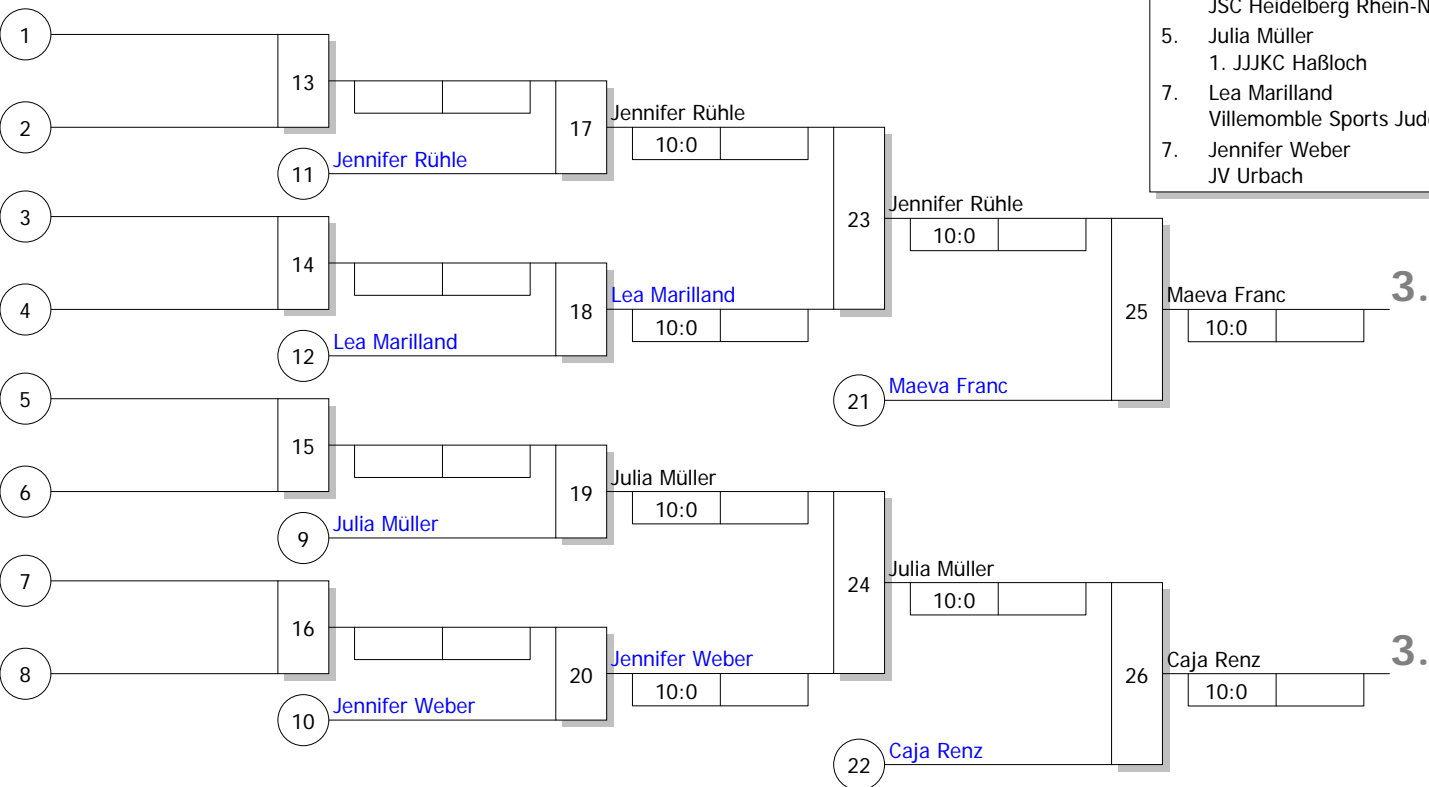 JSC Heidelberg Rhein-N
5. Julia Müller
1. JJJKC Haßloch
7. Lea Marilland
Villemomble Sports Jud
7. Jennifer Weber
JV Urbach
1
13
2
17
Jennifer Rühle
10:0
11
Jennifer Rühle
3
23
Jennifer Rühle
10:0
14
4
18
Lea Marilland
10:0
25
Maeva Franc
10:0
3.
12
Lea Marilland
5
21
Maeva Franc
15
6
19
Julia Müller
10:0
9
Julia Müller
7
24
Julia Müller
10:0
16
8
20
Jennifer Weber
10:0
26
Caja Renz
10:0
3.
10
Jennifer Weber
22
Caja Renz